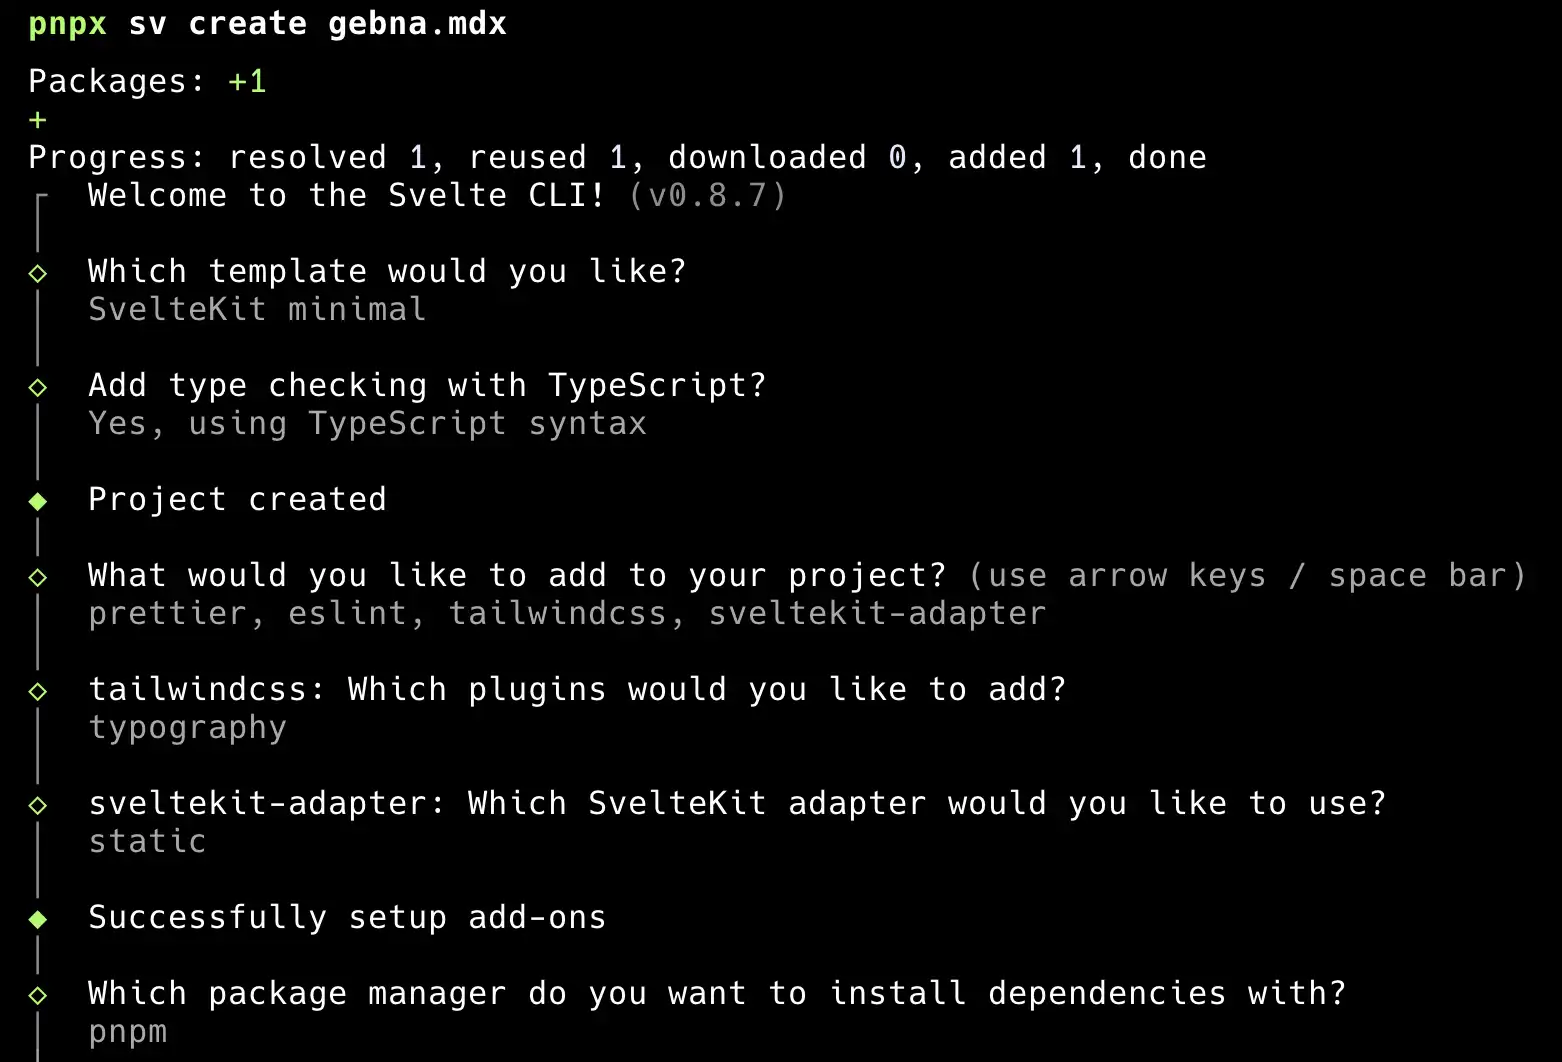 pnpx sv create gebna.mdx
Packages: +1
+
Progress: resolved 1, reused 1, downloaded 0, added 1, done
Welcome to the Svelte CLI! (v0.8.7)
Which template would you like?
SvelteKit minimal
Add type checking with TypeScript?
Yes, using TypeScript syntax
Project created
What would you like to add to your project? (use arrow keys / space bar)
prettier, eslint, tailwindcss, sveltekit-adapter
tailwindcss: Which plugins would you like to add?
typography
sveltekit-adapter: Which SvelteKit adapter would you like to use?
static
Successfully setup add-ons
Which package manager do you want to install dependencies with?
pnpm